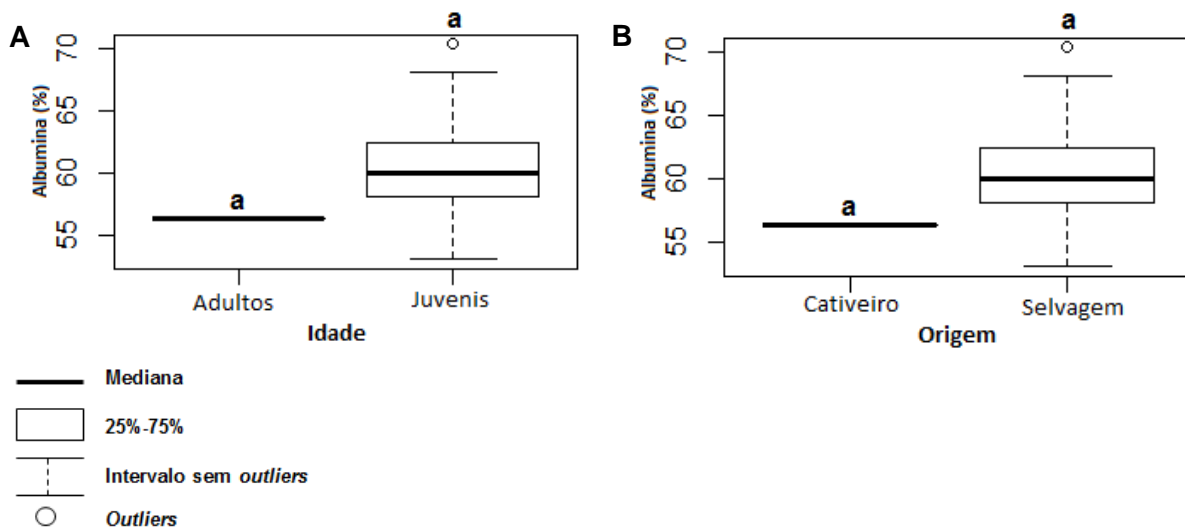 A
a
70
65
60
55
Albumina (%)
a
Adultos
Juvenis
Idade
B
a
70
65
60
55
Albumina (%)
a
Cativeiro
Selvagem
Origem
Mediana
25%-75%
Intervalo sem outliers
Outliers